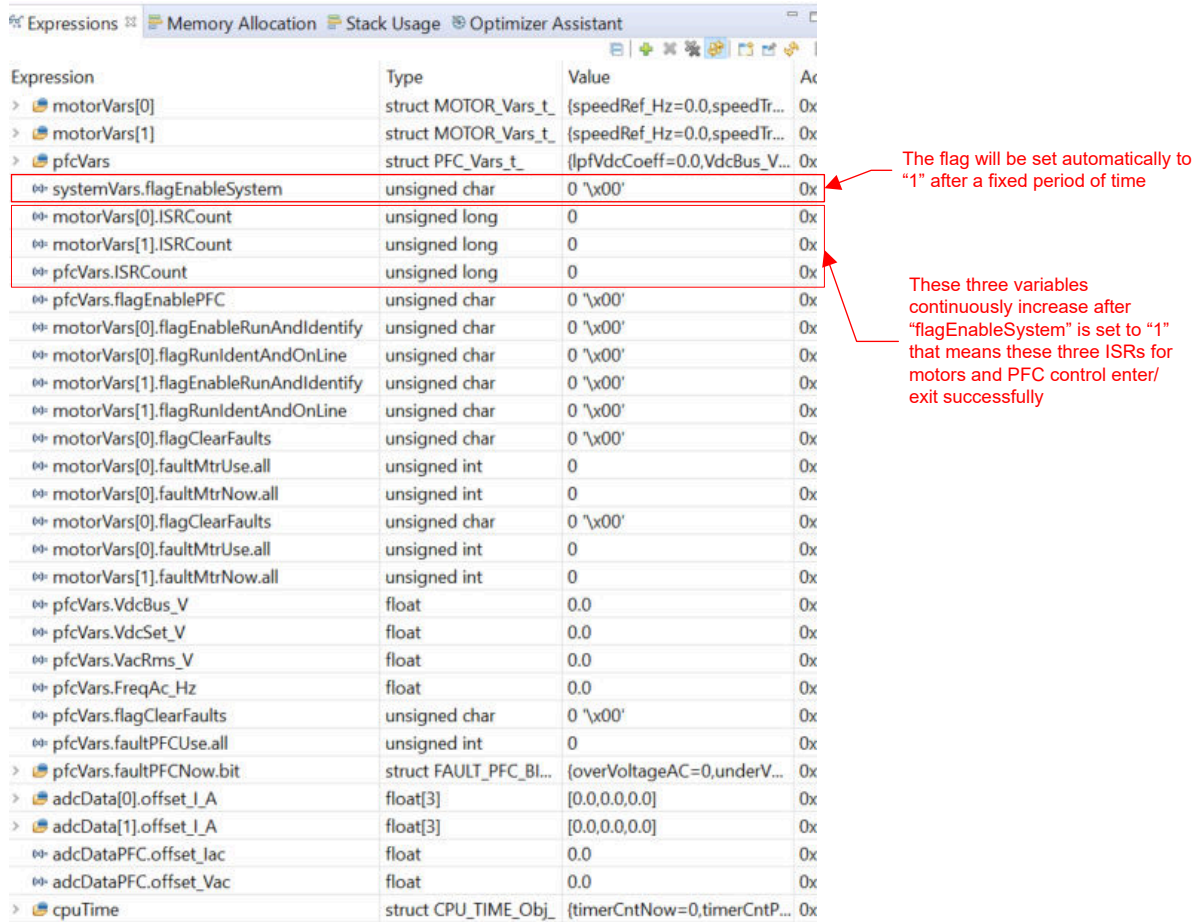 Expressions Memory Allocation Stack Usage Optimizer Assistant
Expression Type Value Ac
motorVars[0] struct MOTOR_Vars_t_ {speedRef_Hz=0.0,speedTr... 0x
motorVars[1] struct MOTOR_Vars_t_ {speedRef_Hz=0.0,speedTr... 0x
pfcVars struct PFC_Vars_t_ {lpfVdcCoeff=0.0,VdcBus_V... 0x
systemVars.flagEnableSystem unsigned char 0 '\x00' 0x
motorVars[0].ISRCount unsigned long 0 0x
motorVars[1].ISRCount unsigned long 0 0x
pfcVars.ISRCount unsigned long 0 0x
pfcVars.flagEnablePFC unsigned char 0 '\x00' 0x
motorVars[0].flagEnableRunAndIdentify unsigned char 0 '\x00' 0x
motorVars[0].flagRunIdentAndOnLine unsigned char 0 '\x00' 0x
motorVars[1].flagEnableRunAndIdentify unsigned char 0 '\x00' 0x
motorVars[1].flagRunIdentAndOnLine unsigned char 0 '\x00' 0x
motorVars[0].flagClearFaults unsigned char 0 '\x00' 0x
motorVars[0].faultMtrUse.all unsigned int 0 0x
motorVars[0].faultMtrNow.all unsigned int 0 0x
motorVars[0].flagClearFaults unsigned char 0 '\x00' 0x
motorVars[0].faultMtrUse.all unsigned int 0 0x
motorVars[1].faultMtrNow.all unsigned int 0 0x
pfcVars.VdcBus_V float 0.0 0x
pfcVars.VdcSet_V float 0.0 0x
pfcVars.VacRms_V float 0.0 0x
pfcVars.FreqAc_Hz float 0.0 0x
pfcVars.flagClearFaults unsigned char 0 '\x00' 0x
pfcVars.faultPFCUse.all unsigned int 0 0x
pfcVars.faultPFCNow.bit struct FAULT_PFC_BI... {overVoltageAC=0,underV... 0x
adcData[0].offset_I_A float[3] [0.0,0.0,0.0] 0x
adcData[1].offset_I_A float[3] [0.0,0.0,0.0] 0x
adcDataPFC.offset_Iac float 0.0 0x
adcDataPFC.offset_Vac float 0.0 0x
cpuTime struct CPU_TIME_Obj_ {timerCntNow=0,timerCntP... 0x
The flag will be set automatically to
“1” after a fixed period of time
These three variables
continuously increase after
“flagEnableSystem” is set to “1”
that means these three ISRs for
motors and PFC control enter/
exit successfully